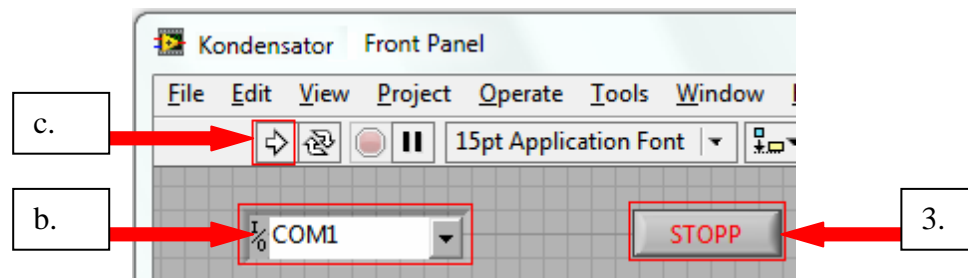 Kondensator Front Panel
File Edit View Project Operate Tools Window
c.
15pt Application Font
b.
I/O COM1
STOPP
3.